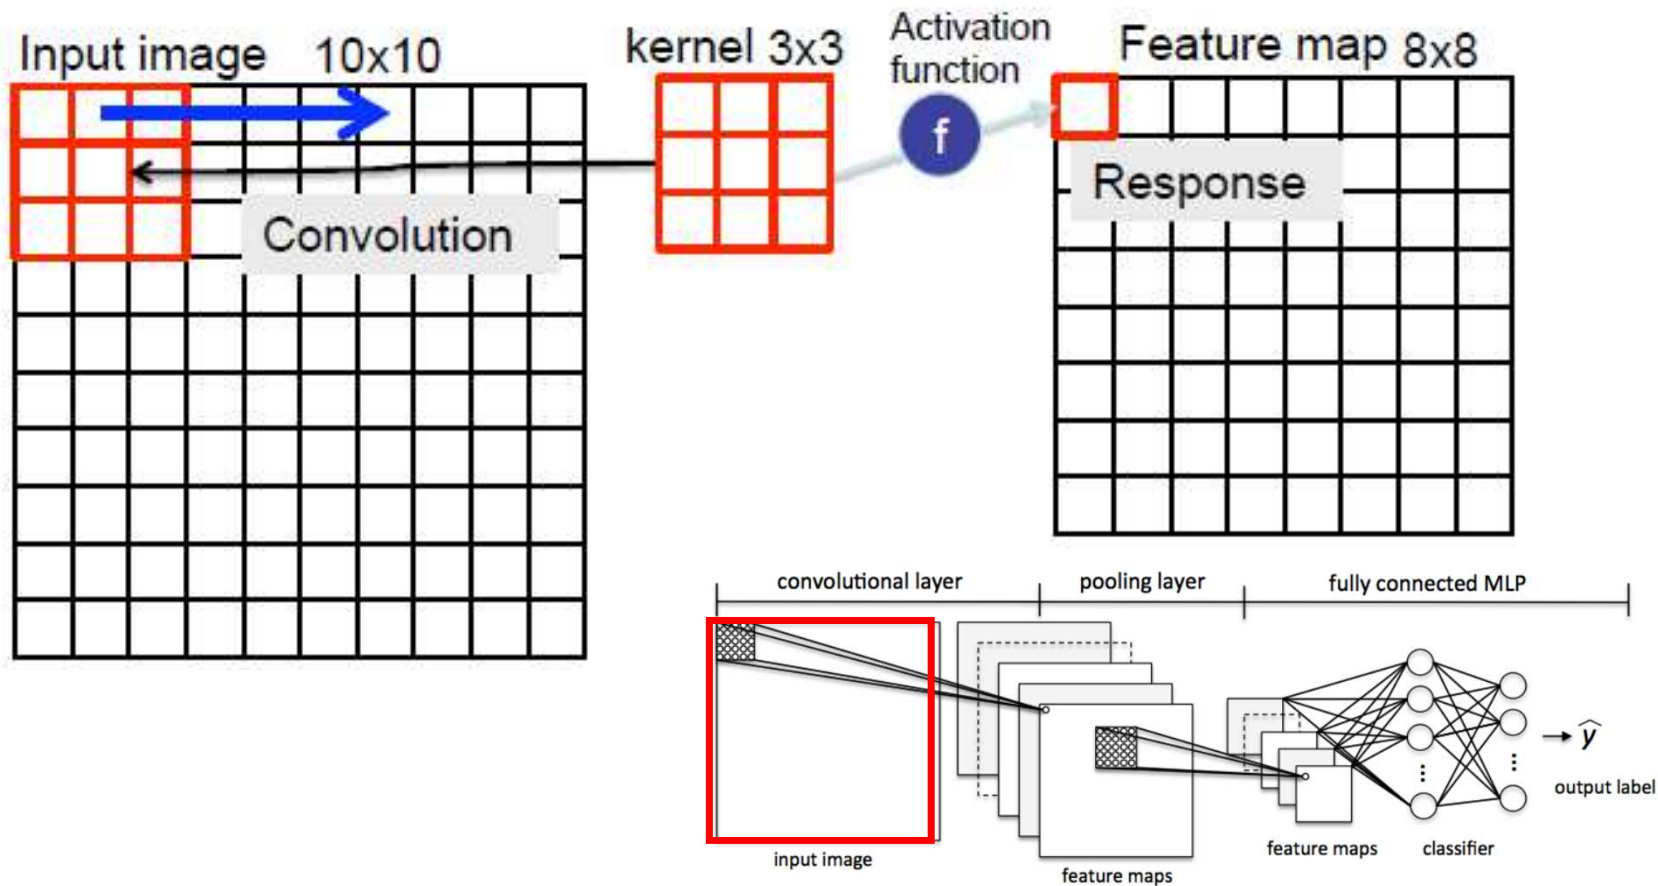 Input image 10x10
kernel 3x3
Activation
function
f
Feature map 8x8
Response
Convolution
convolutional layer
pooling layer
fully connected MLP
ŷ
output label
input image
feature maps
feature maps
classifier